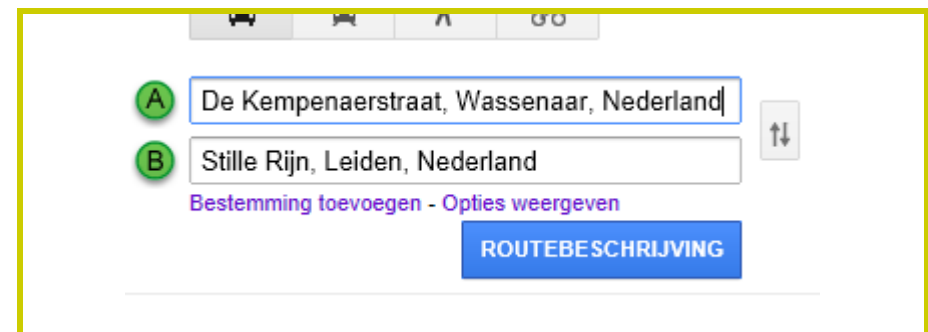 A De Kempenaerstraat, Wassenaar, Nederland
B Stille Rijn, Leiden, Nederland
Bestemming toevoegen - Opties weergeven
ROUTEBESCHRIJVING